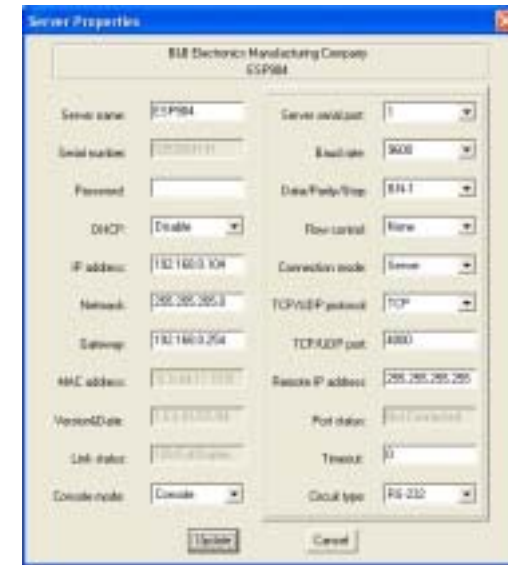 Server Properties
B&B Electronics Manufacturing Company
ESP904
Server name: ESP904
Serial number:
Password:
DHCP: Disable
IP address: 192.168.0.104
Netmask: 255.255.255.0
Gateway: 192.168.0.254
MAC address:
Version&Date:
Link status:
Console mode: Console
Update
Server serial port: 1
Baud rate: 9600
Data/Parity/Stop: 8-N-1
Flow control: None
Connection mode: Server
TCP/UDP protocol: TCP
TCP/UDP port: 4000
Remote IP address: 255.255.255.255
Port status: Not Connected
Timeout: 0
Circuit type: RS-232
Cancel